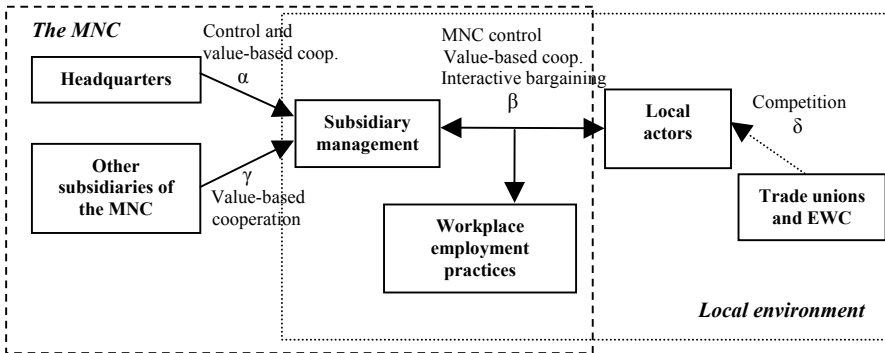 The MNC
Control and
value-based coop.
α
Headquarters
MNC control
Value-based coop.
Interactive bargaining
β
Subsidiary
management
Local
actors
Competition
δ
Other
subsidiaries of
the MNC
γ
Value-based
cooperation
Trade unions
and EWC
Workplace
employment
practices
Local environment